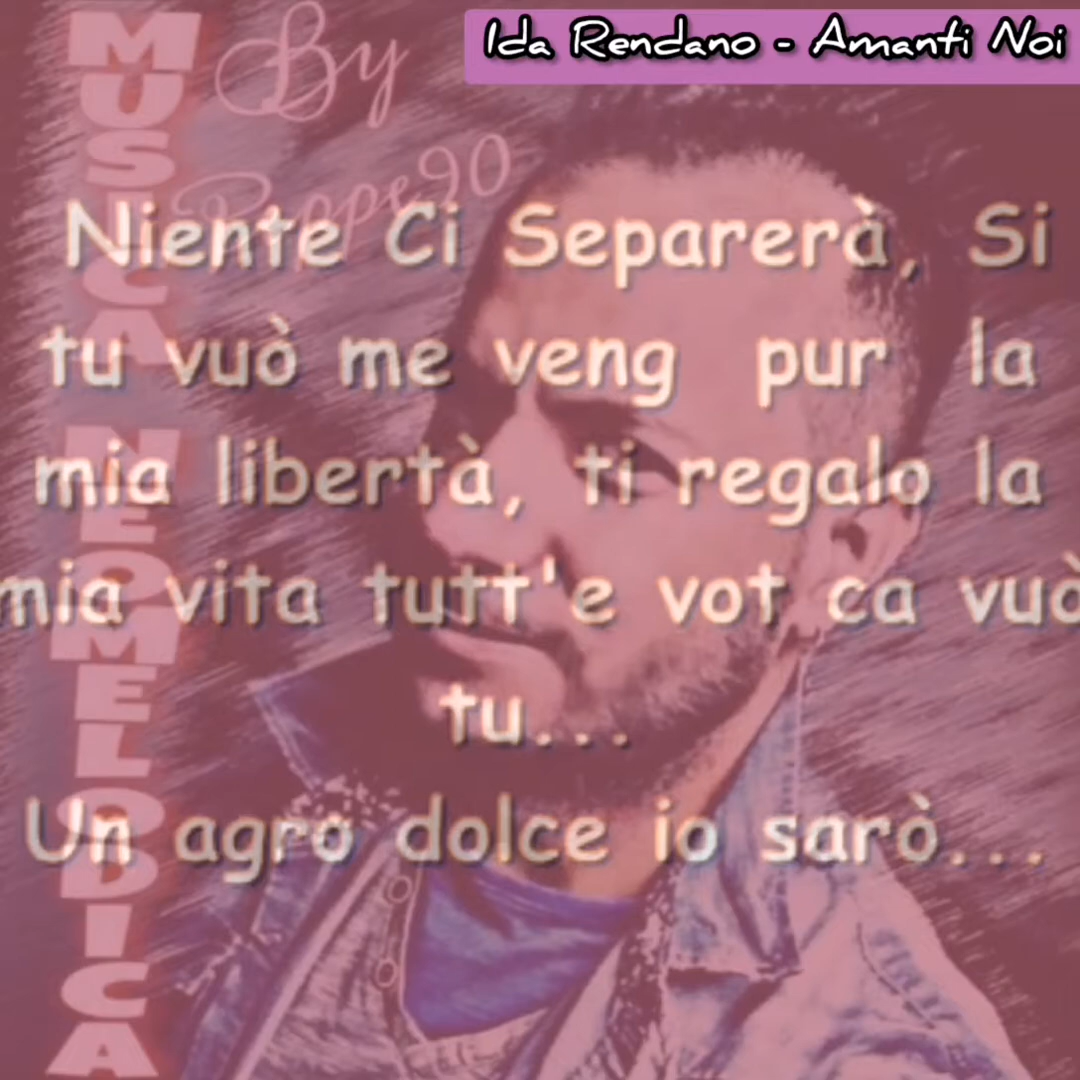 Ida Rendano - Amanti Noi
By
Peppe90
Niente Ci Separerà, Si
tu vuò me veng pur la
mia libertà, ti regalo la
mia vita tutt'e vot ca vuò
tu...
Un agro dolce io sarò...
MUSICA NEOMELODICA